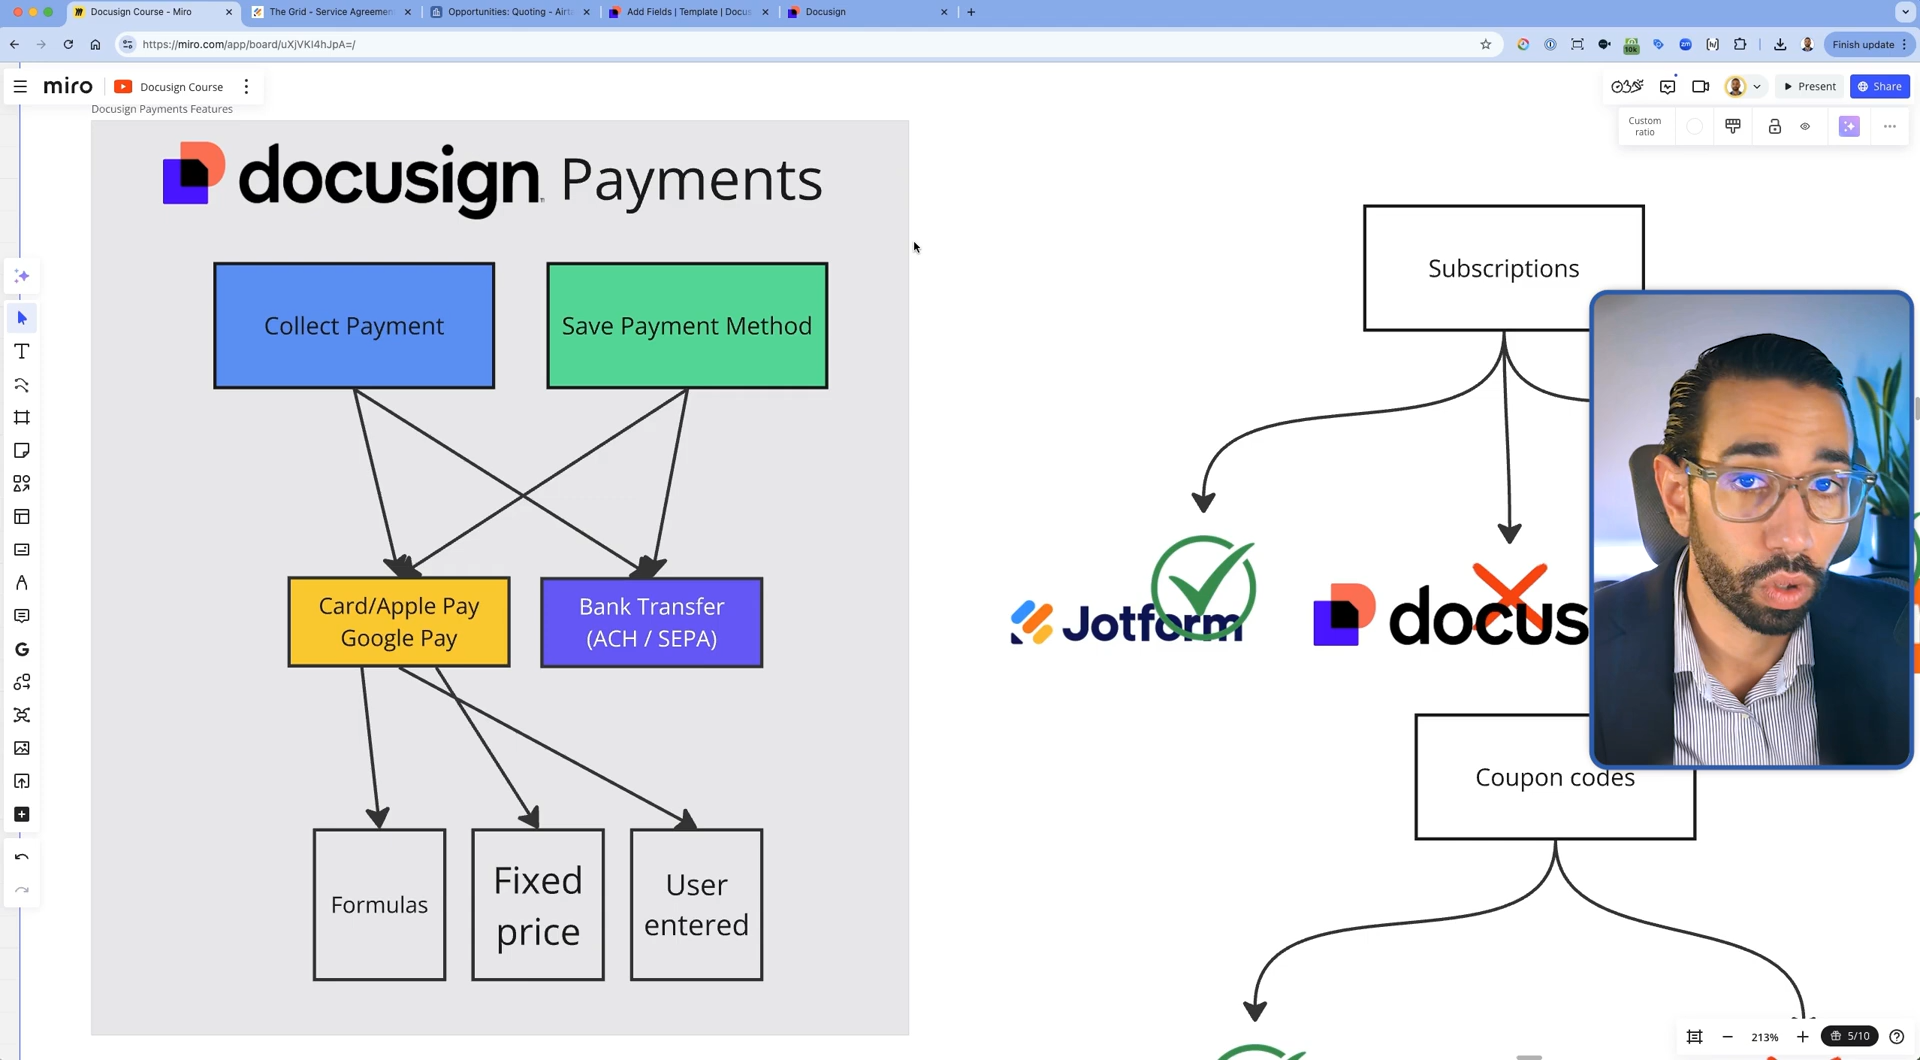 Docusign Course - Miro
The Grid - Service Agreemen
Opportunities: Quoting - Airt
Add Fields | Template | Docus
Docusign
https://miro.com/app/board/uXjVKI4hJpA=/
10k
zm
Finish update
miro
Docusign Course
Present
Share
Docusign Payments Features
Custom
ratio
docusign Payments
Collect Payment
Save Payment Method
Card/Apple Pay
Google Pay
Bank Transfer
(ACH / SEPA)
Formulas
Fixed
price
User
entered
Subscriptions
Jotform
docus
Coupon codes
213%
5/10